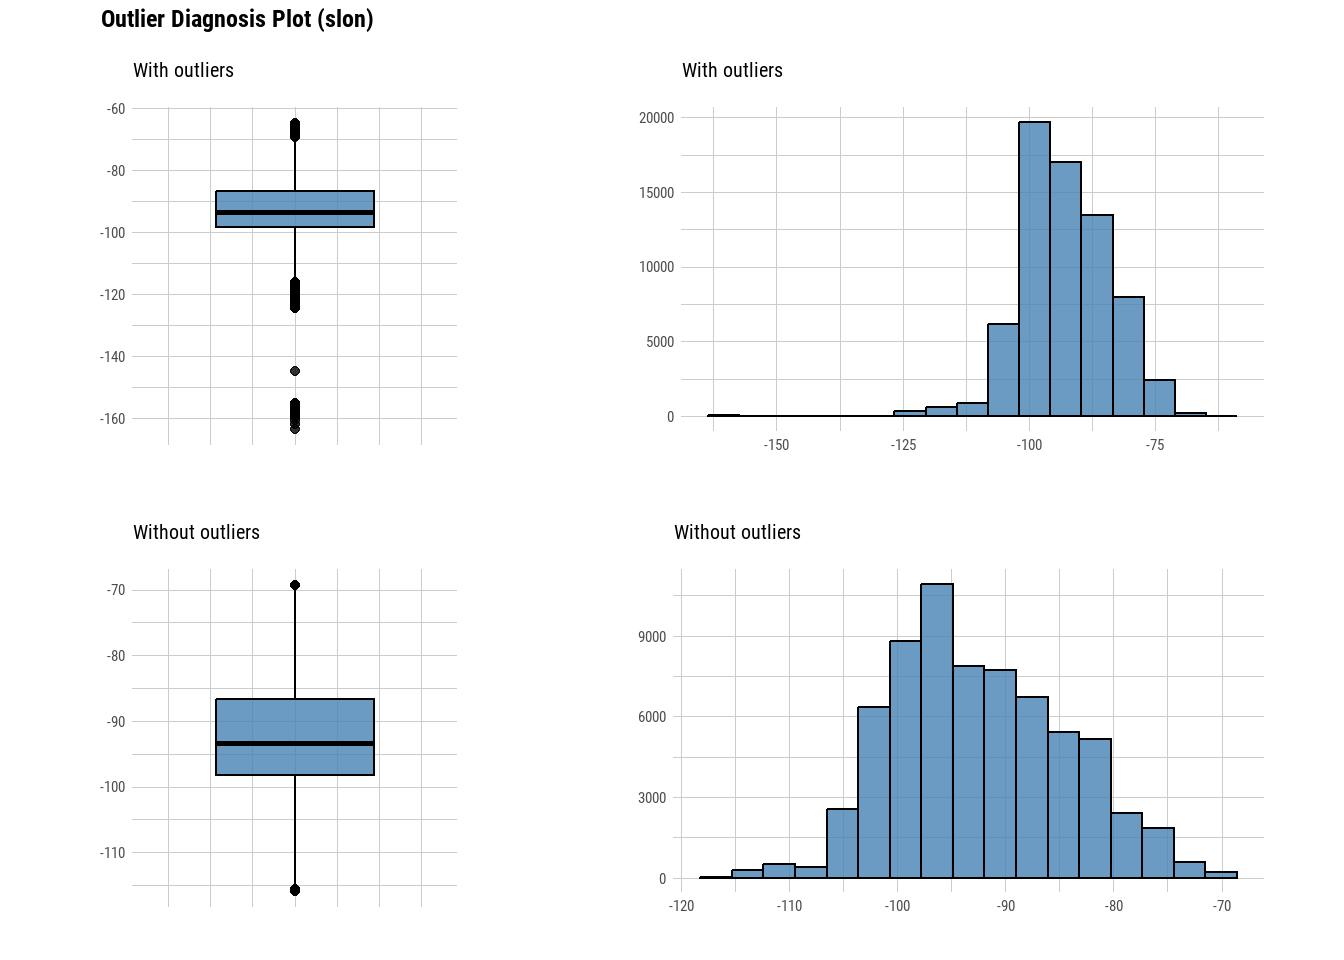 Outlier Diagnosis Plot (slon)
With outliers
-60
-80
-100
-120
-140
-160
With outliers
20000
15000
10000
5000
0
-150 -125 -100 -75
Without outliers
-70
-80
-90
-100
-110
Without outliers
9000
6000
3000
0
-120 -110 -100 -90 -80 -70